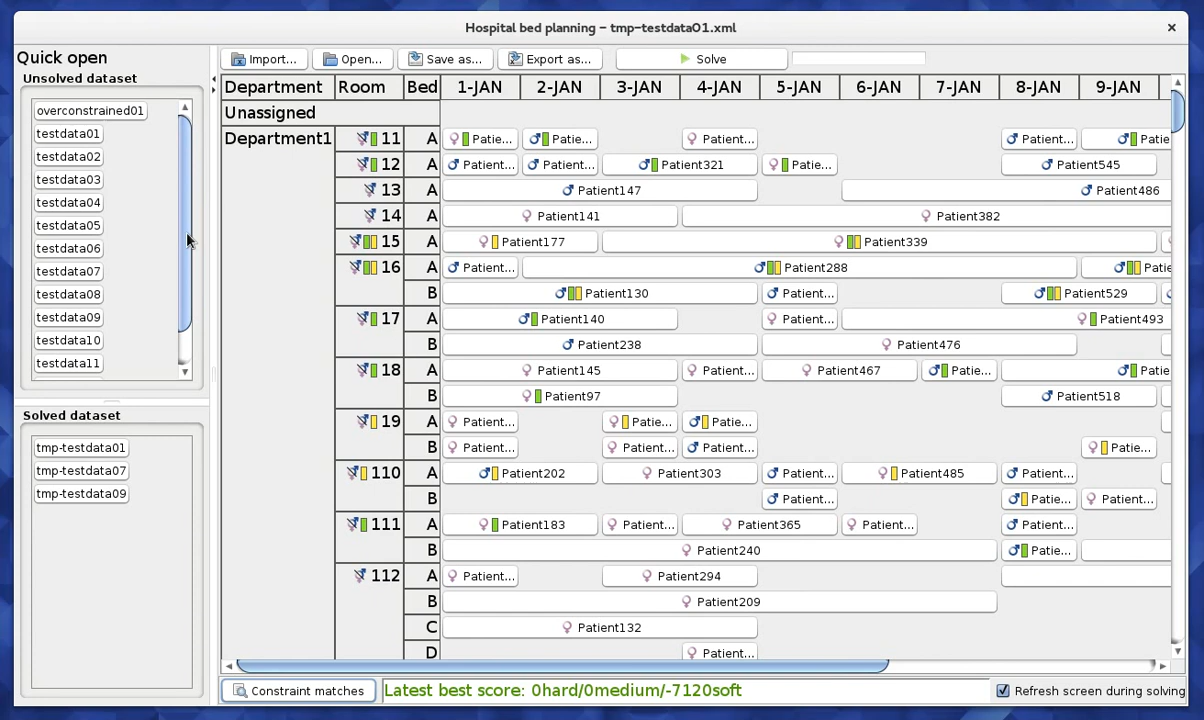 Hospital bed planning – tmp-testdata01.xml
Quick open
Unsolved dataset
overconstrained01
testdata01
testdata02
testdata03
testdata04
testdata05
testdata06
testdata07
testdata08
testdata09
testdata10
testdata11
Solved dataset
tmp-testdata01
tmp-testdata07
tmp-testdata09
Import... Open... Save as... Export as... Solve
Department Room Bed 1-JAN 2-JAN 3-JAN 4-JAN 5-JAN 6-JAN 7-JAN 8-JAN 9-JAN
Unassigned
Department1 11 A Patie... Patie... Patient... Patient... Patie
12 A Patient... Patient... Patient321 Patie... Patient545
13 A Patient147 Patient486
14 A Patient141 Patient382
15 A Patient177 Patient339
16 A Patient... Patient288 Patie
B Patient130 Patient... Patient529
17 A Patient140 Patient... Patient493
B Patient238 Patient476
18 A Patient145 Patient... Patient467 Patie... Patie
B Patient97 Patient518
19 A Patient... Patie... Patie...
B Patient... Patient... Patient... Patie...
110 A Patient202 Patient303 Patient... Patient485 Patient...
B Patient... Patie... Patient...
111 A Patient183 Patient... Patient365 Patient... Patient...
B Patient240 Patie...
112 A Patient... Patient294
B Patient209
C Patient132
D Patient...
Constraint matches Latest best score: 0hard/0medium/-7120soft Refresh screen during solving